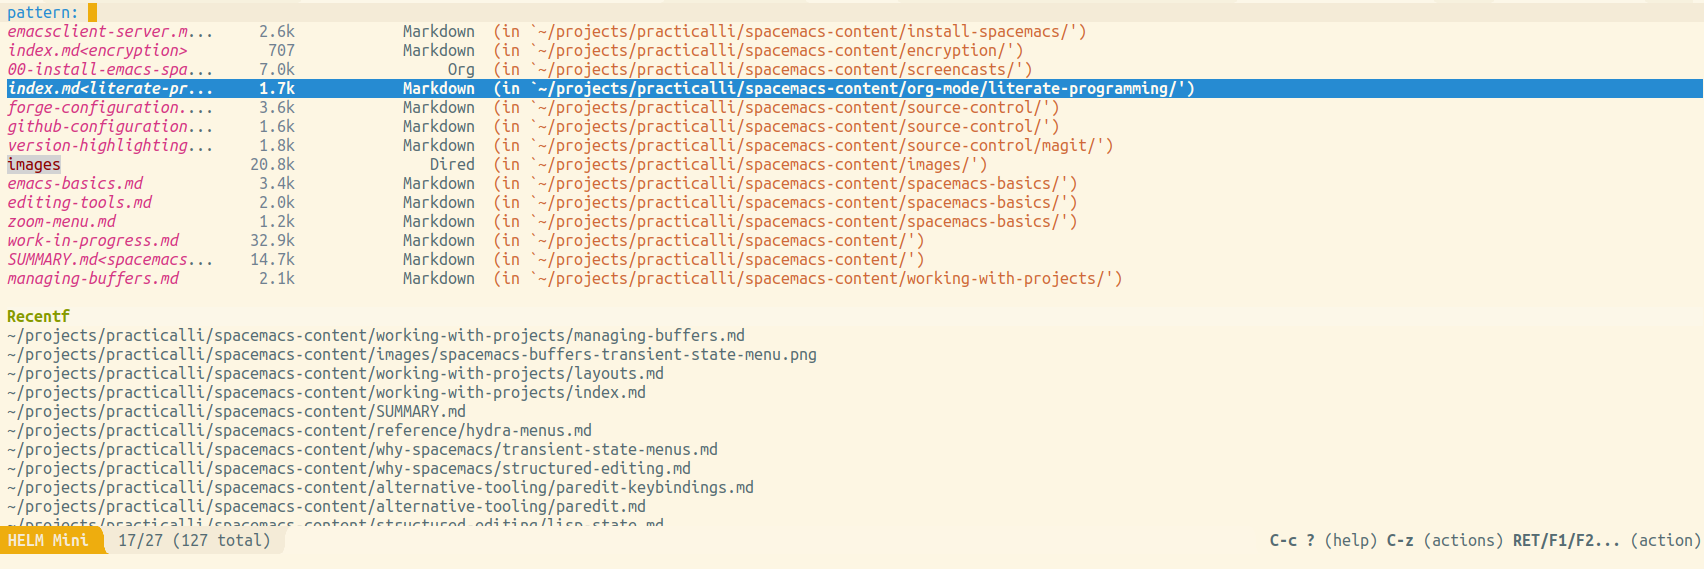 pattern:
emacsclient-server.m... 2.6k Markdown (in `~/projects/practicalli/spacemacs-content/install-spacemacs/')
index.md<encryption> 707 Markdown (in `~/projects/practicalli/spacemacs-content/encryption/')
00-install-emacs-spa... 7.0k Org (in `~/projects/practicalli/spacemacs-content/screencasts/')
index.md<literate-pr... 1.7k Markdown (in `~/projects/practicalli/spacemacs-content/org-mode/literate-programming/')
forge-configuration.... 3.6k Markdown (in `~/projects/practicalli/spacemacs-content/source-control/')
github-configuration... 1.6k Markdown (in `~/projects/practicalli/spacemacs-content/source-control/')
version-highlighting... 1.8k Markdown (in `~/projects/practicalli/spacemacs-content/source-control/magit/')
images 20.8k Dired (in `~/projects/practicalli/spacemacs-content/images/')
emacs-basics.md 3.4k Markdown (in `~/projects/practicalli/spacemacs-content/spacemacs-basics/')
editing-tools.md 2.0k Markdown (in `~/projects/practicalli/spacemacs-content/spacemacs-basics/')
zoom-menu.md 1.2k Markdown (in `~/projects/practicalli/spacemacs-content/spacemacs-basics/')
work-in-progress.md 32.9k Markdown (in `~/projects/practicalli/spacemacs-content/')
SUMMARY.md<spacemacs... 14.7k Markdown (in `~/projects/practicalli/spacemacs-content/')
managing-buffers.md 2.1k Markdown (in `~/projects/practicalli/spacemacs-content/working-with-projects/')
Recentf
~/projects/practicalli/spacemacs-content/working-with-projects/managing-buffers.md
~/projects/practicalli/spacemacs-content/images/spacemacs-buffers-transient-state-menu.png
~/projects/practicalli/spacemacs-content/working-with-projects/layouts.md
~/projects/practicalli/spacemacs-content/working-with-projects/index.md
~/projects/practicalli/spacemacs-content/SUMMARY.md
~/projects/practicalli/spacemacs-content/reference/hydra-menus.md
~/projects/practicalli/spacemacs-content/why-spacemacs/transient-state-menus.md
~/projects/practicalli/spacemacs-content/why-spacemacs/structured-editing.md
~/projects/practicalli/spacemacs-content/alternative-tooling/paredit-keybindings.md
~/projects/practicalli/spacemacs-content/alternative-tooling/paredit.md
~/projects/practicalli/spacemacs-content/structured-editing/lisp-state.md
HELM Mini 17/27 (127 total) C-c ? (help) C-z (actions) RET/F1/F2... (action)